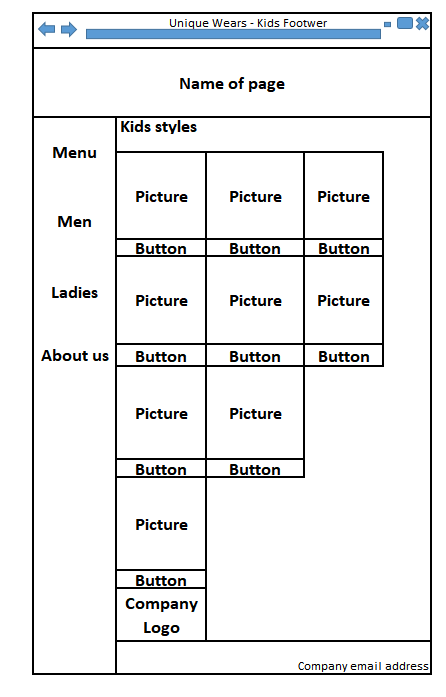 Unique Wears - Kids Footwer
Name of page
Menu
Men
Ladies
About us
Kids styles
Picture Picture Picture
Button Button Button
Picture Picture Picture
Button Button Button
Picture Picture
Button Button
Picture
Button
Company
Logo
Company email address